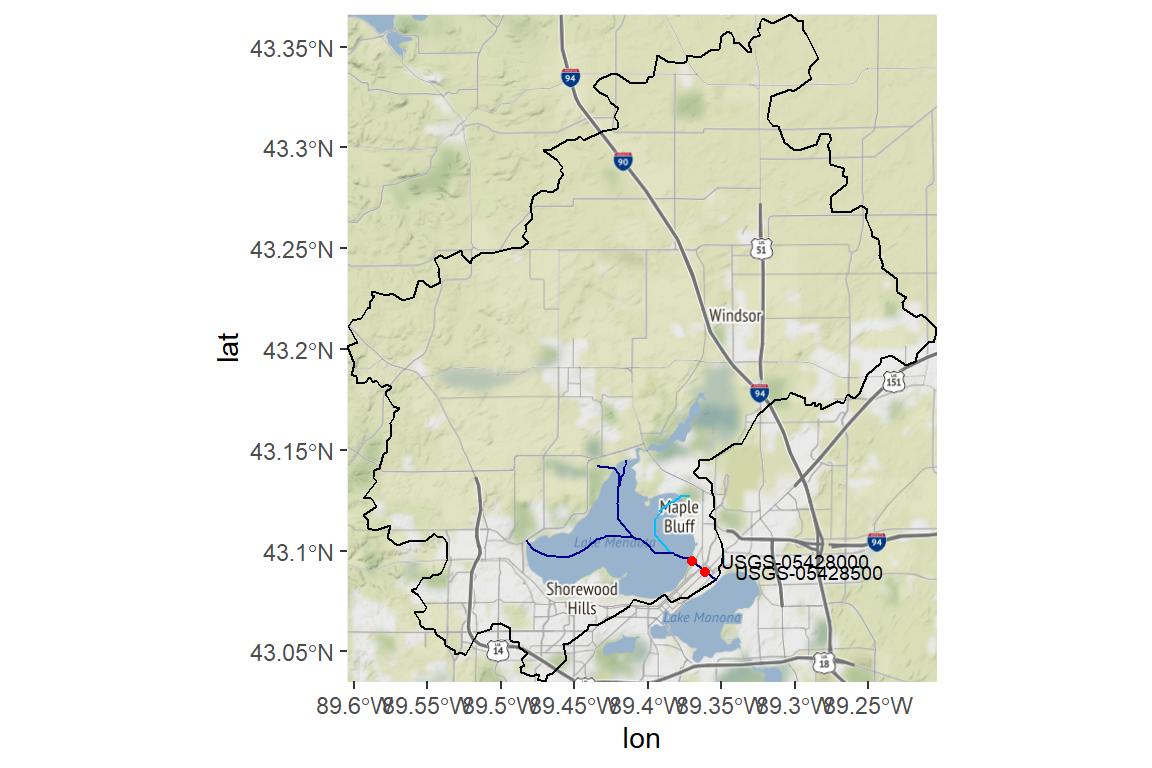 43.35°N
94
43.3°N
90
43.25°N
51
Windsor
43.2°N
lat
94
151
43.15°N
Maple
Bluff
43.1°N
Lake Mendota
94
USGS-05428000
USGS-05428500
Shorewood
Hills
Lake Monona
43.05°N
14
18
89.6°W 89.55°W 89.5°W 89.45°W 89.4°W 89.35°W 89.3°W 89.25°W
lon